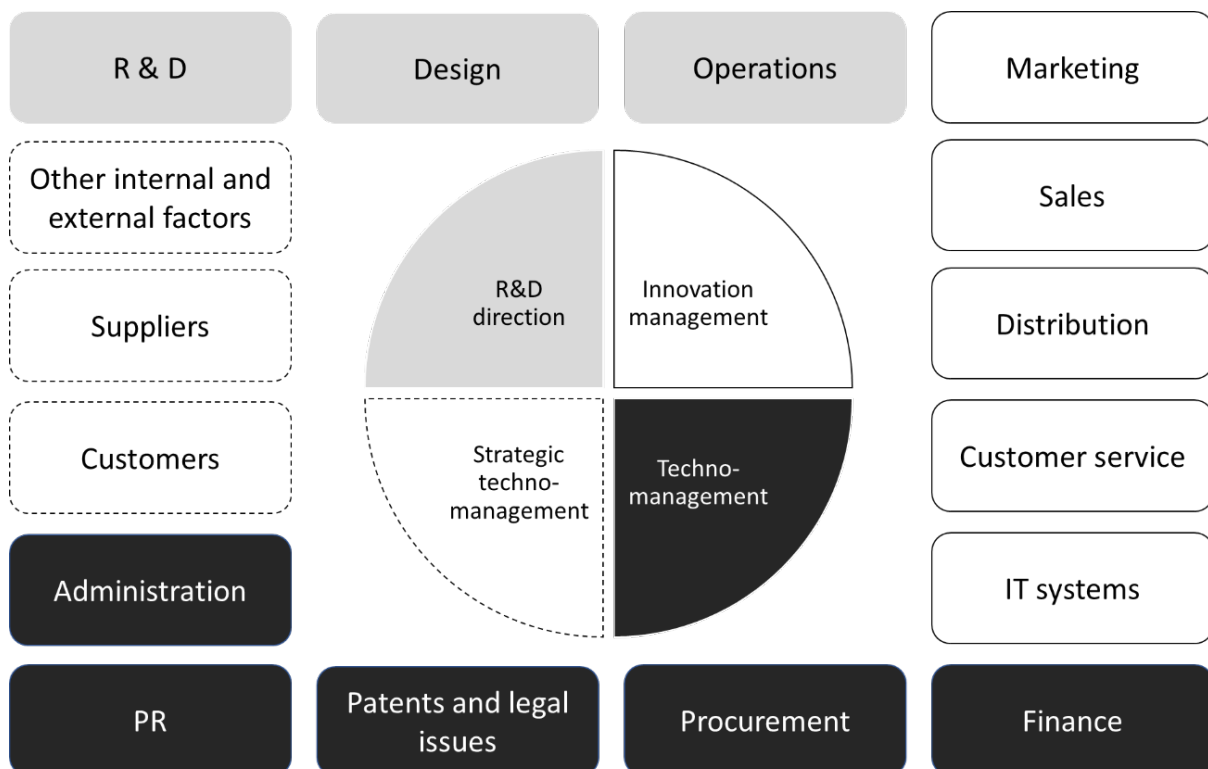 R & D
Design
Operations
Marketing
Other internal and
external factors
Sales
Suppliers
R&D
direction
Innovation
management
Distribution
Customers
Strategic
techno-
management
Techno-
management
Customer service
Administration
IT systems
PR
Patents and legal
issues
Procurement
Finance